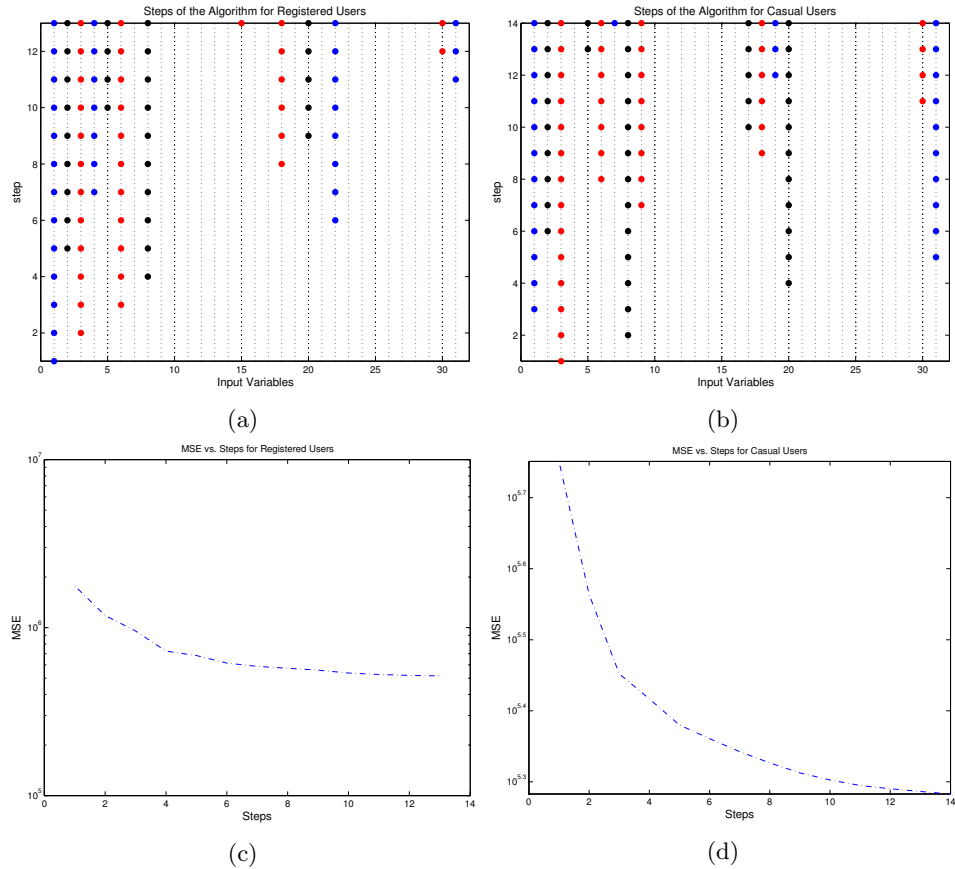 Steps of the Algorithm for Registered Users
12
10
8
6
4
2
step
0 5 10 15 20 25 30
Input Variables
(a)
Steps of the Algorithm for Casual Users
14
12
10
8
6
4
2
step
0 5 10 15 20 25 30
Input Variables
(b)
MSE vs. Steps for Registered Users
10^7
10^6
10^5
MSE
0 2 4 6 8 10 12 14
Steps
(c)
MSE vs. Steps for Casual Users
10^5.7
10^5.6
10^5.5
10^5.4
10^5.3
MSE
0 2 4 6 8 10 12 14
Steps
(d)